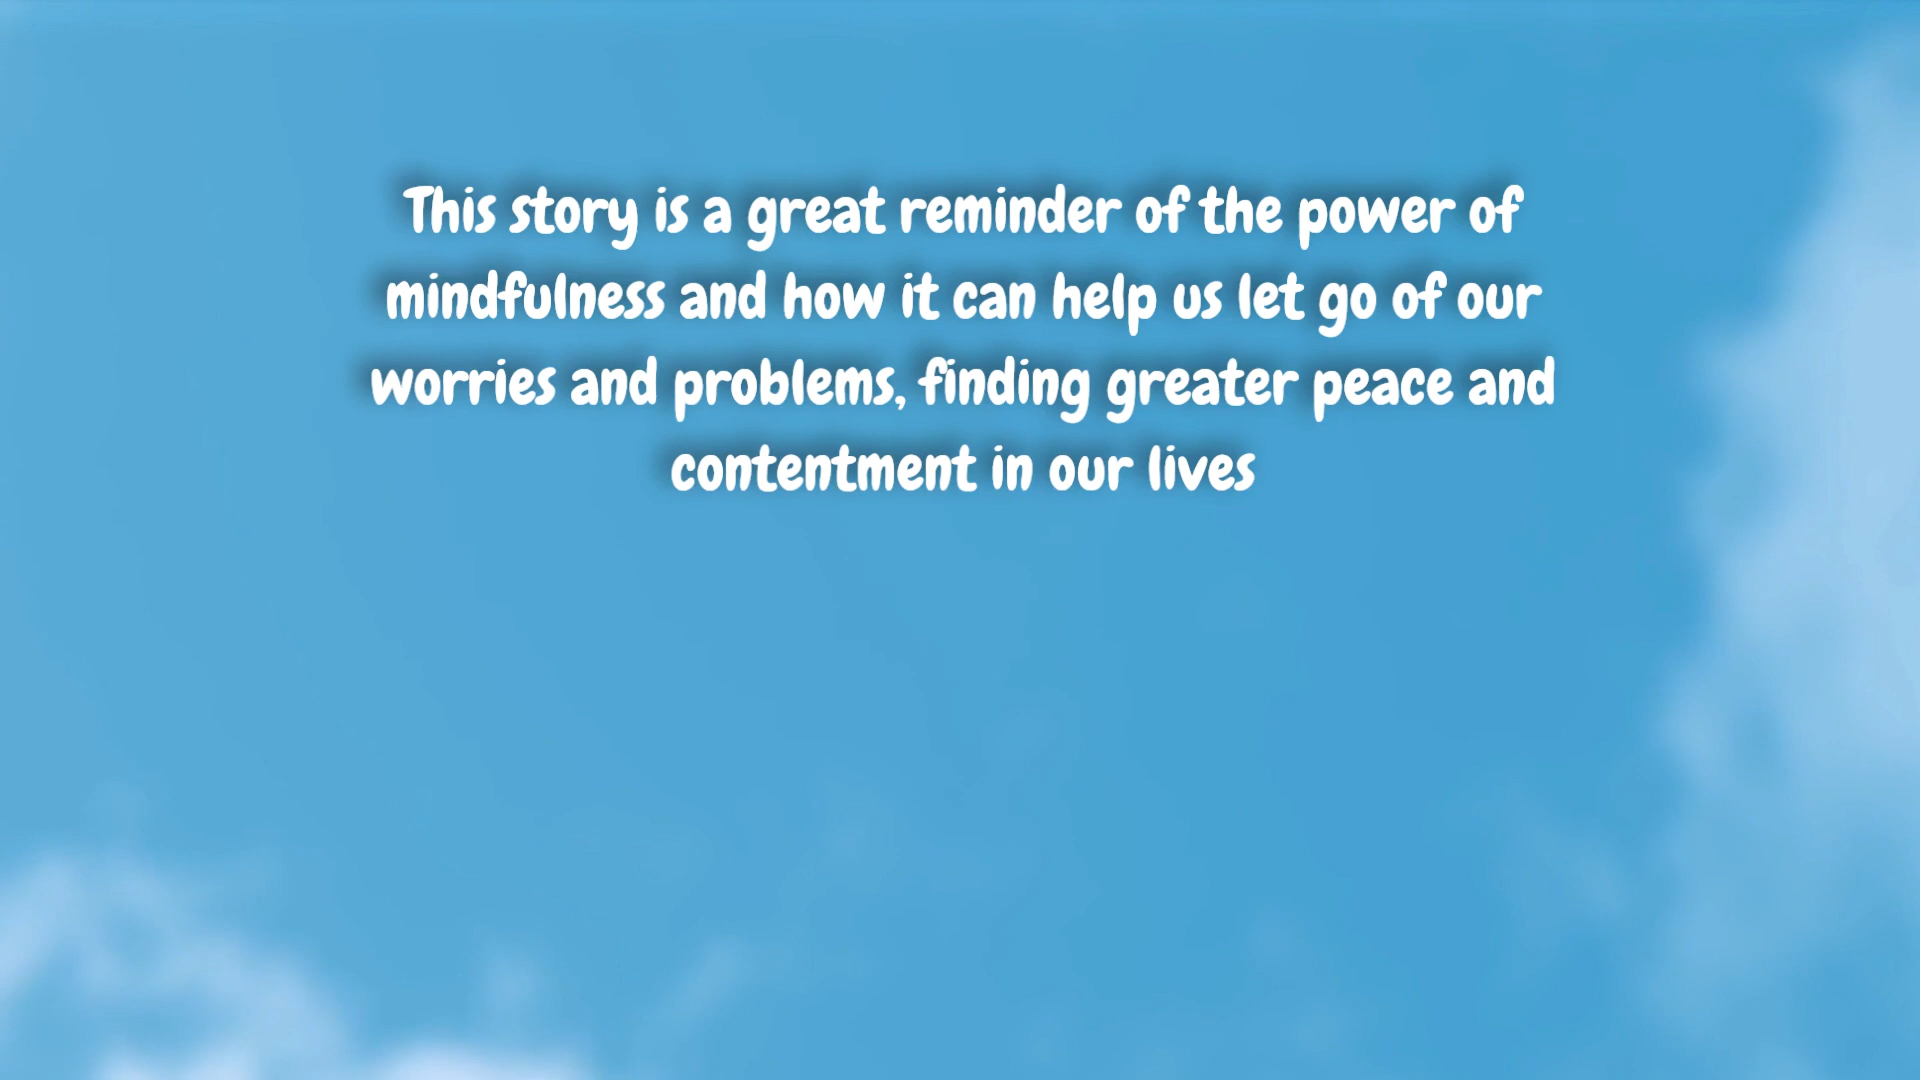 This story is a great reminder of the power of
mindfulness and how it can help us let go of our
worries and problems, finding greater peace and
contentment in our lives